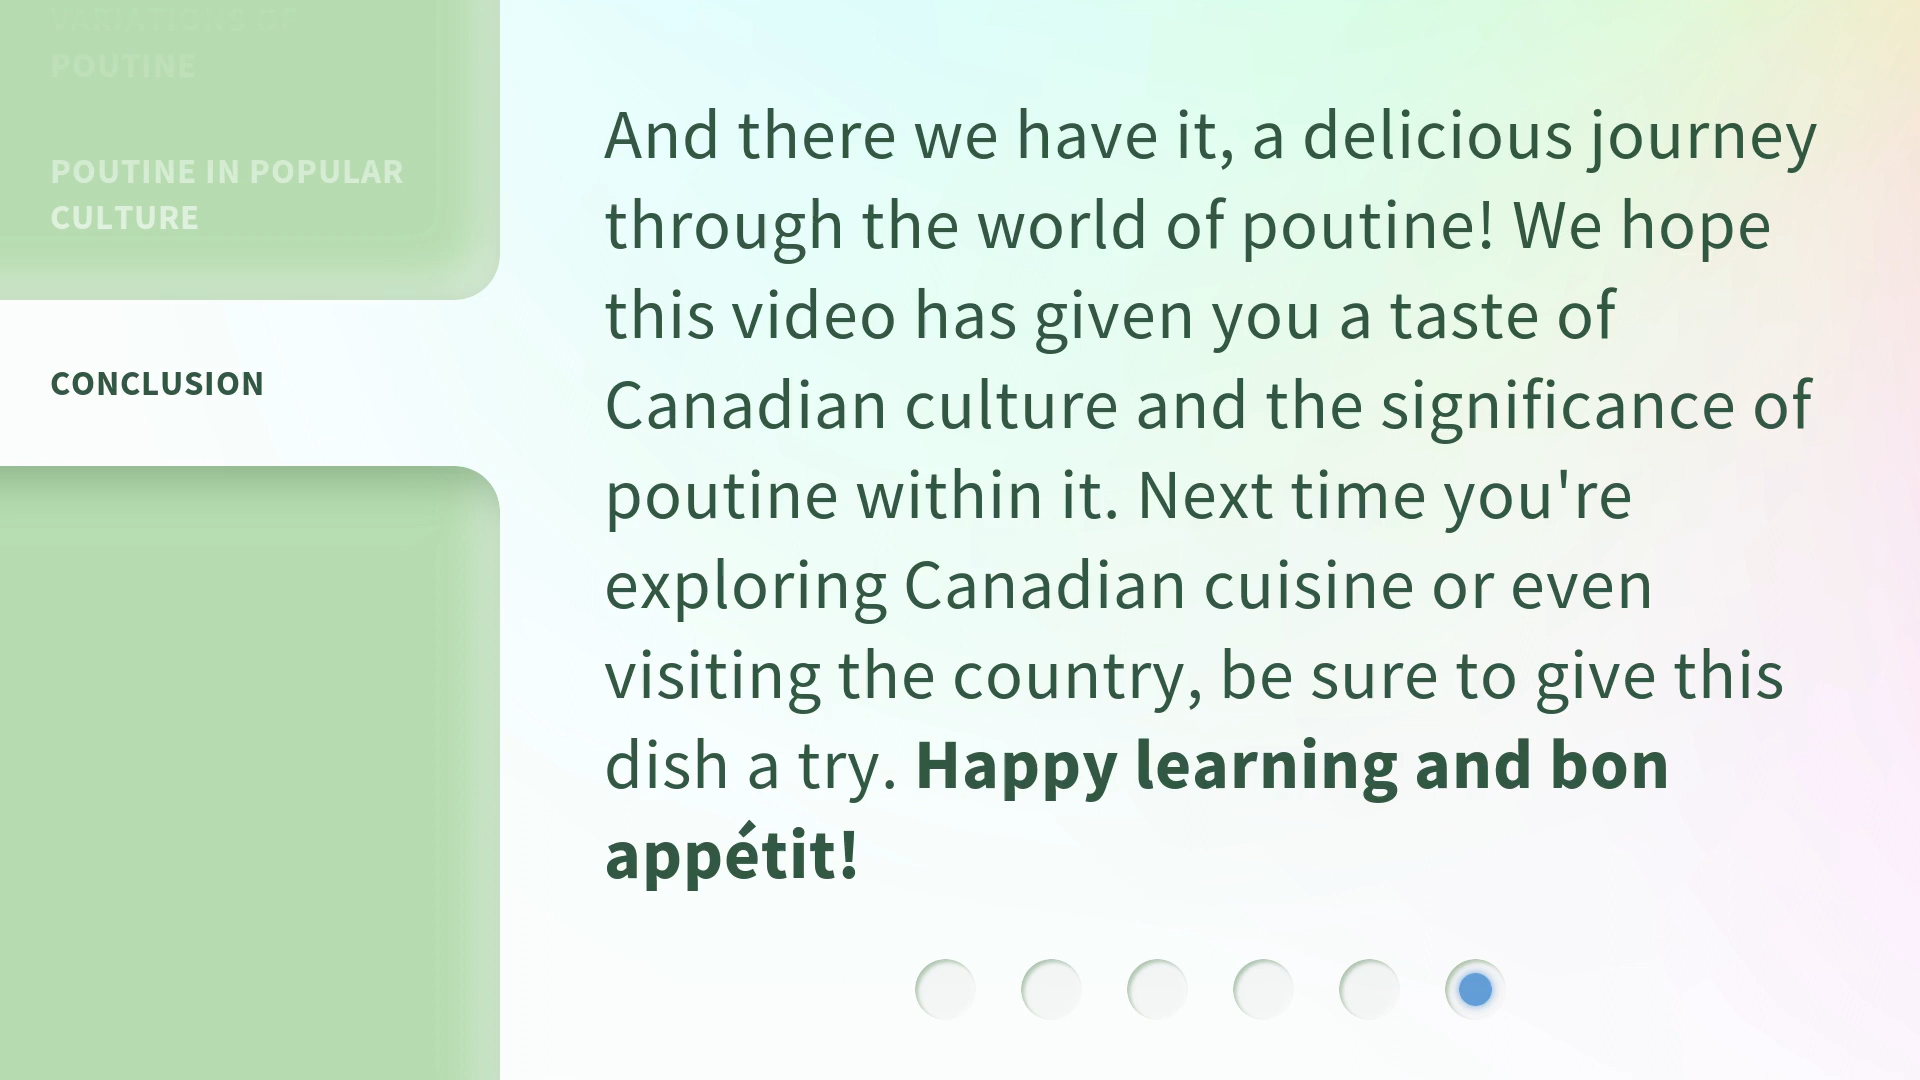 VARIATIONS OF
POUTINE
POUTINE IN POPULAR
CULTURE
CONCLUSION
And there we have it, a delicious journey
through the world of poutine! We hope
this video has given you a taste of
Canadian culture and the significance of
poutine within it. Next time you're
exploring Canadian cuisine or even
visiting the country, be sure to give this
dish a try. Happy learning and bon
appétit!